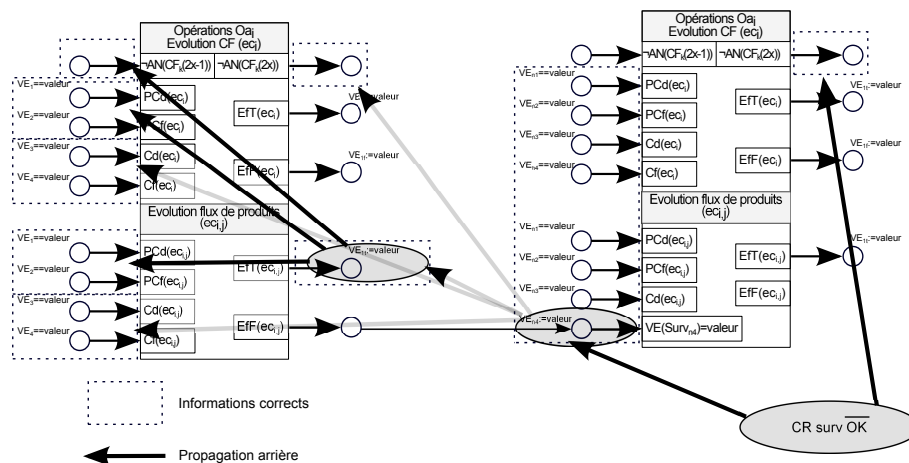 Opérations Oai
Evolution CF (eci)
¬AN(CFk(2x-1)) ¬AN(CFk(2x))
VE1==valeur
PCd(eci)
VE2==valeur
PCf(eci)
VE3==valeur
Cd(eci)
VE4==valeur
Cf(eci)
EfT(eci)
VE1i:=valeur
EfF(eci)
VE1i:=valeur
Evolution flux de produits
(eci,j)
VE1==valeur
PCd(eci,j)
VE2==valeur
PCf(eci,j)
VE3==valeur
Cd(eci,j)
VE4==valeur
Cf(eci,j)
EfT(eci,j)
VE1i:=valeur
EfF(eci,j)
VEn4:=valeur
Opérations Oai
Evolution CF (eci)
¬AN(CFk(2x-1)) ¬AN(CFk(2x))
VEn1==valeur
PCd(eci)
VEn2==valeur
PCf(eci)
VEn3==valeur
Cd(eci)
VEn4==valeur
Cf(eci)
EfT(eci)
VE1i:=valeur
EfF(eci)
VE1i:=valeur
Evolution flux de produits
(eci,j)
VEn1==valeur
PCd(eci,j)
VEn2==valeur
PCf(eci,j)
VEn3==valeur
Cd(eci,j)
VE(Survn4)=valeur
EfT(eci,j)
VE1i:=valeur
EfF(eci,j)
CR surv O̅K̅
Informations corrects
Propagation arrière